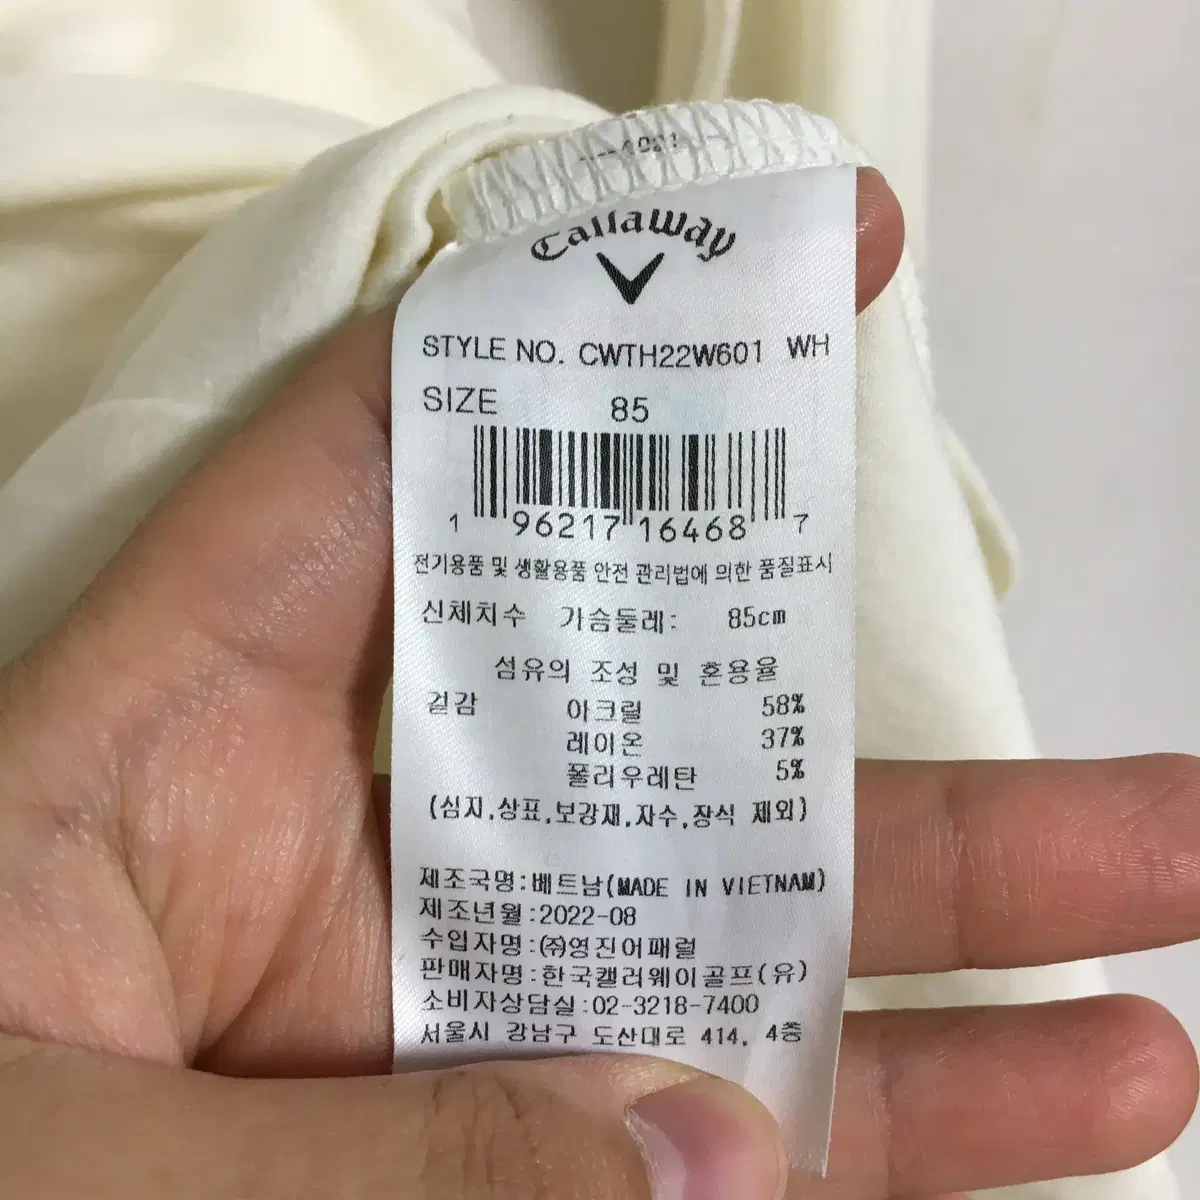 Callaway
STYLE NO. CWTH22W601 WH
SIZE 85
1 96217 16468 7
전기용품 및 생활용품 안전 관리법에 의한 품질표시
신체치수 가슴둘레: 85cm
섬유의 조성 및 혼용율
겉감 아크릴 58%
레이온 37%
폴리우레탄 5%
(심지,상표,보강재,자수,장식 제외)
제조국명:베트남(MADE IN VIETNAM)
제조년월:2022-08
수입자명:㈜영진어패럴
판매자명:한국캘러웨이골프(유)
소비자상담실:02-3218-7400
서울시 강남구 도산대로 414, 4층